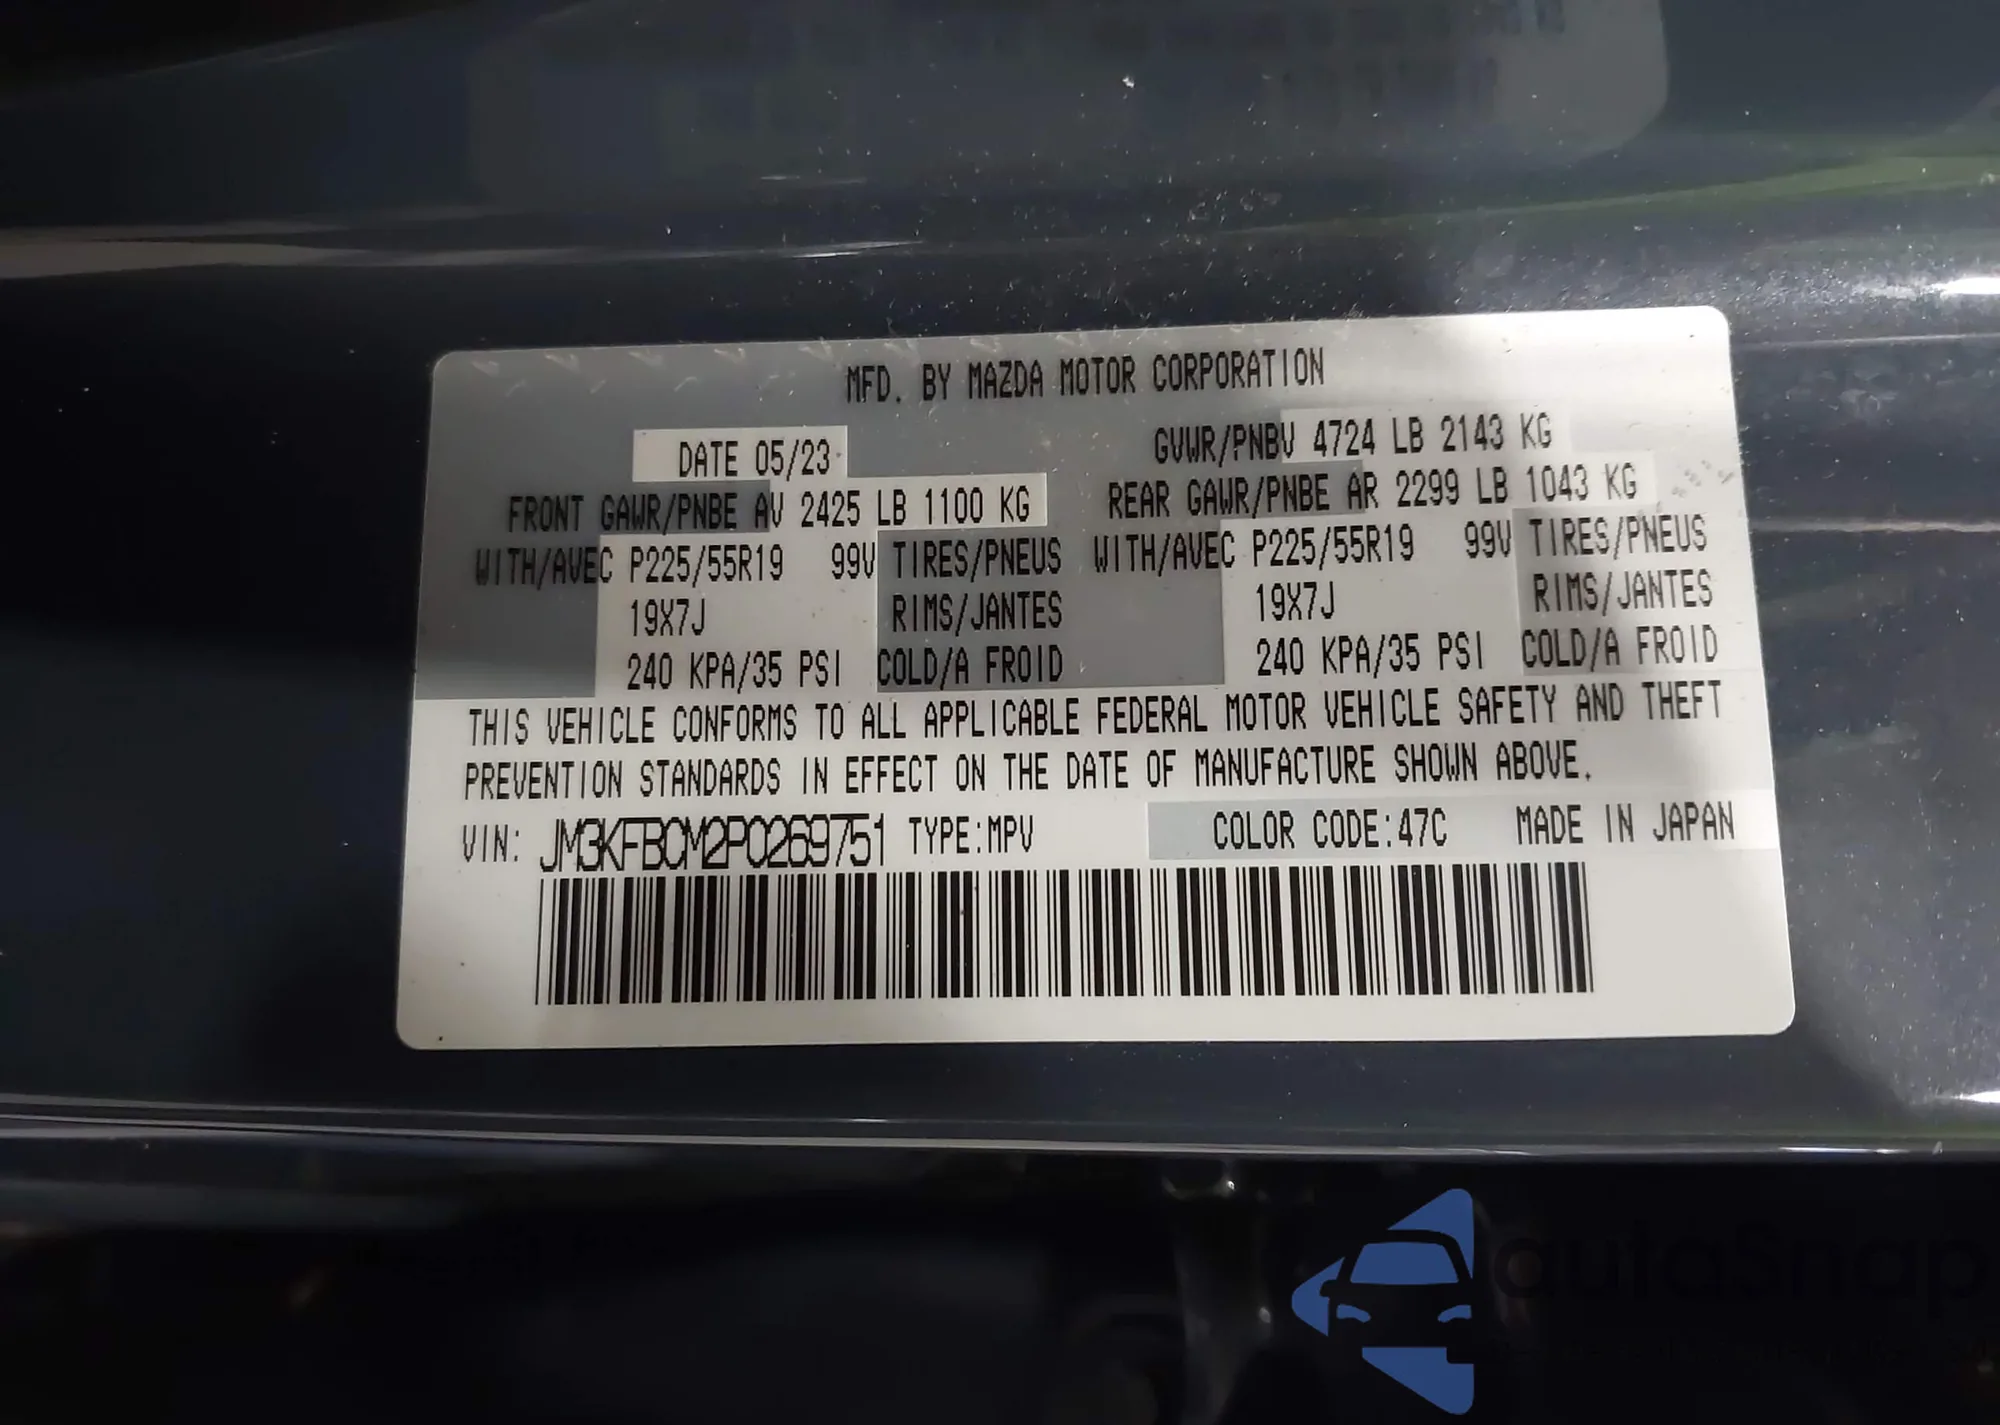 MFD. BY MAZDA MOTOR CORPORATION
DATE 05/23
GVWR/PNBV 4724 LB 2143 KG
FRONT GAWR/PNBE AV 2425 LB 1100 KG
REAR GAWR/PNBE AR 2299 LB 1043 KG
WITH/AVEC P225/55R19 99V TIRES/PNEUS
WITH/AVEC P225/55R19 99V TIRES/PNEUS
19X7J RIMS/JANTES
19X7J RIMS/JANTES
240 KPA/35 PSI COLD/A FROID
240 KPA/35 PSI COLD/A FROID
THIS VEHICLE CONFORMS TO ALL APPLICABLE FEDERAL MOTOR VEHICLE SAFETY AND THEFT
PREVENTION STANDARDS IN EFFECT ON THE DATE OF MANUFACTURE SHOWN ABOVE.
VIN: JM3KFBCM2P0269751 TYPE:MPV COLOR CODE:47C MADE IN JAPAN
autosnap